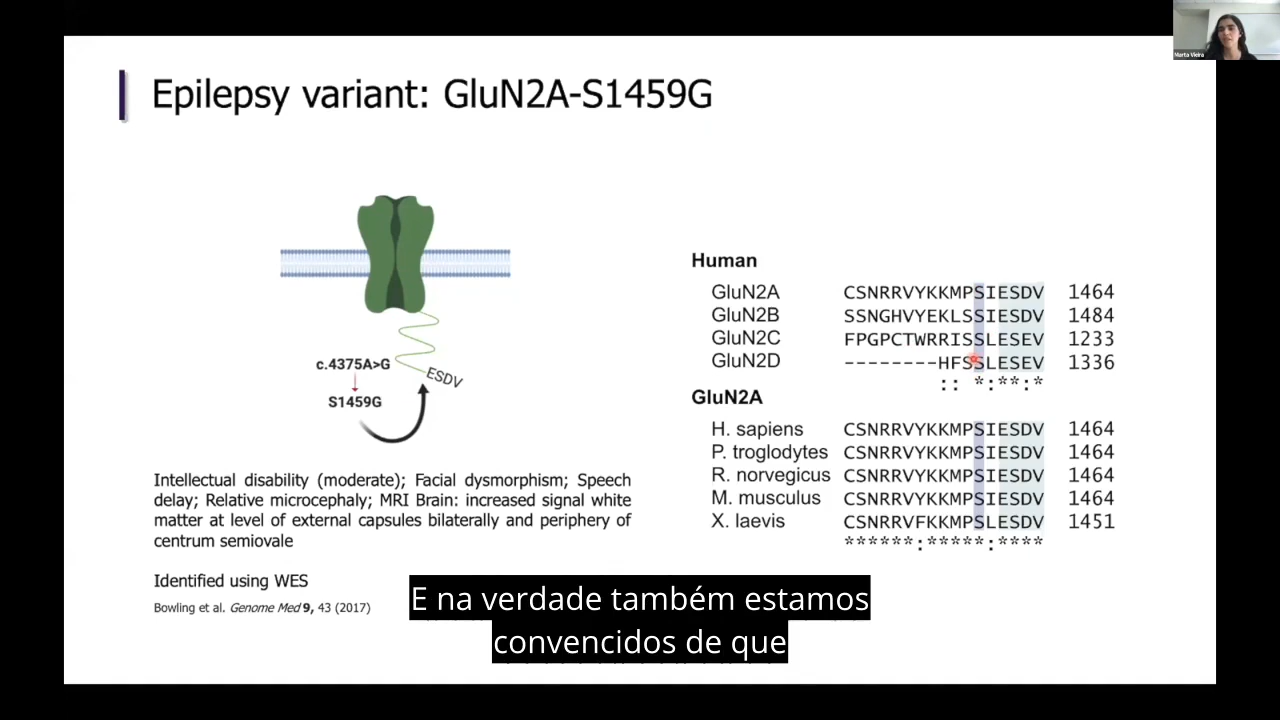 Marta Vieira
Epilepsy variant: GluN2A-S1459G
c.4375A>G
S1459G
ESDV
Intellectual disability (moderate); Facial dysmorphism; Speech
delay; Relative microcephaly; MRI Brain: increased signal white
matter at level of external capsules bilaterally and periphery of
centrum semiovale
Identified using WES
Bowling et al. Genome Med 9, 43 (2017)
Human
GluN2A CSNRRVYKKMPSIESDV 1464
GluN2B SSNGHVYEKLSSIESDV 1484
GluN2C FPGPCTWRRISSLESEV 1233
GluN2D --------HFSSLESEV 1336
:: *:**:*
GluN2A
H. sapiens CSNRRVYKKMPSIESDV 1464
P. troglodytes CSNRRVYKKMPSIESDV 1464
R. norvegicus CSNRRVYKKMPSIESDV 1464
M. musculus CSNRRVYKKMPSIESDV 1464
X. laevis CSNRRVFKKMPSLESDV 1451
******:*****:****
E na verdade também estamos
convencidos de que